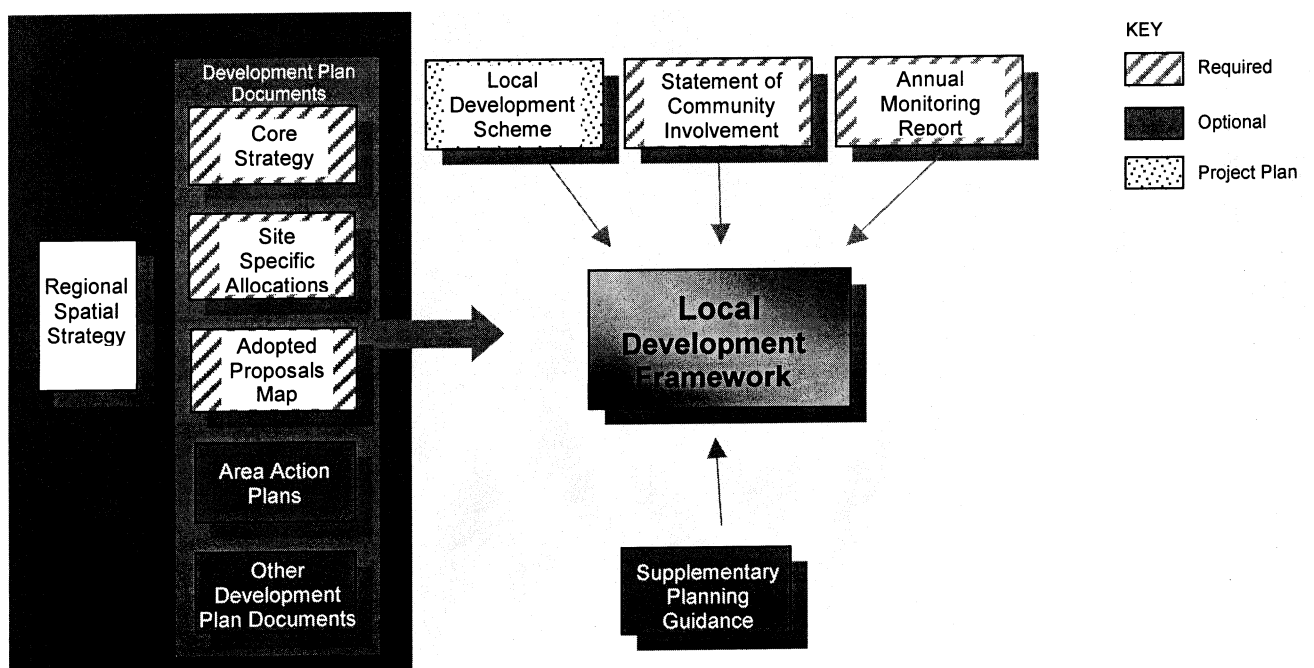 Regional
Spatial
Strategy
Development Plan
Documents
Core
Strategy
Site
Specific
Allocations
Adopted
Proposals
Map
Area Action
Plans
Other
Development
Plan Documents
Local
Development
Scheme
Statement of
Community
Involvement
Annual
Monitoring
Report
Local
Development
Framework
Supplementary
Planning
Guidance
KEY
Required
Optional
Project Plan